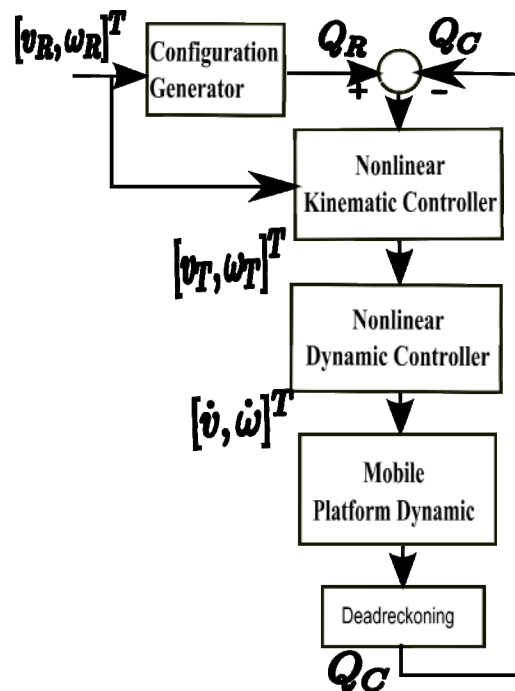 [v_R, ω_R]^T
Configuration
Generator
Q_R
Q_C
+
−
Nonlinear
Kinematic Controller
[v_T, ω_T]^T
Nonlinear
Dynamic Controller
[v̇, ω̇]^T
Mobile
Platform Dynamic
Deadreckoning
Q_C